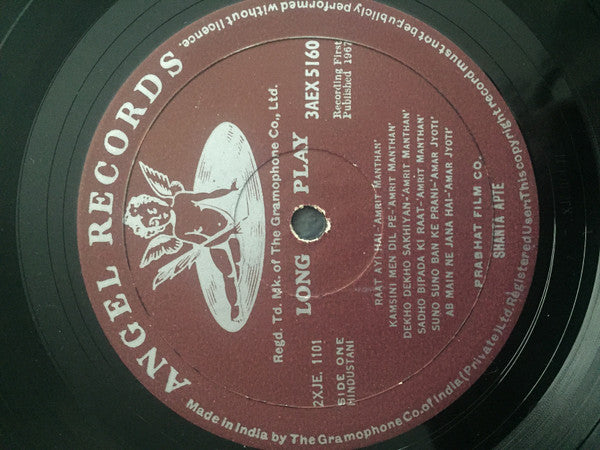 ANGEL RECORDS
Regd. Td. Mk. of The Gramophone Co., Ltd.
LONG PLAY
2XJE. 1101
SIDE ONE
HINDUSTANI
3AEX 5160
Recording First
Published 1967
RAAT AYI HAI-'AMRIT MANTHAN'
KAMSINI MEN DIL PE-'AMRIT MANTHAN'
DEKHO DEKHO SAKHIYAN-'AMRIT MANTHAN'
SADHO BIPADA KI RAAT-'AMRIT MANTHAN'
SUNO SUNO BAN KE PRANI-'AMAR JYOTI'
AB MAIN NE JANA HAI-'AMAR JYOTI'
PRABHAT FILM CO.
SHANTA APTE
Made in India by The Gramophone Co. of India (Private) Ltd. Registered User. This copyright record must not be publicly performed without licence.